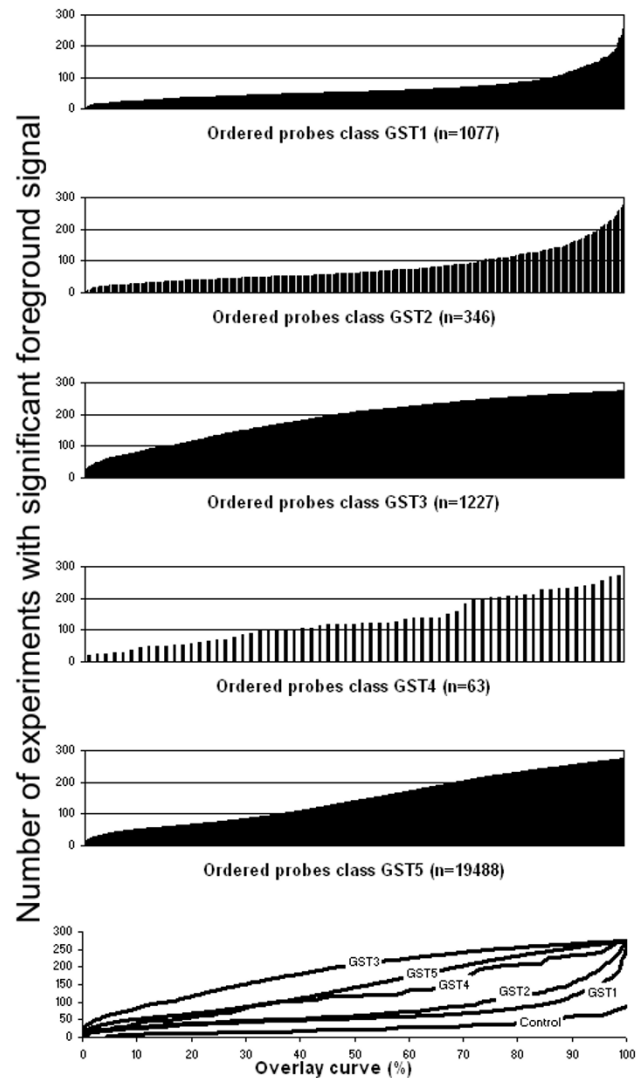 Number of experiments with significant foreground signal
300
200
100
0
Ordered probes class GST1 (n=1077)
300
200
100
0
Ordered probes class GST2 (n=346)
300
200
100
0
Ordered probes class GST3 (n=1227)
300
200
100
0
Ordered probes class GST4 (n=63)
300
200
100
0
Ordered probes class GST5 (n=19488)
300
250
200
150
100
50
0
GST3
GST5
GST4
GST2
GST1
Control
0 10 20 30 40 50 60 70 80 90 100
Overlay curve (%)